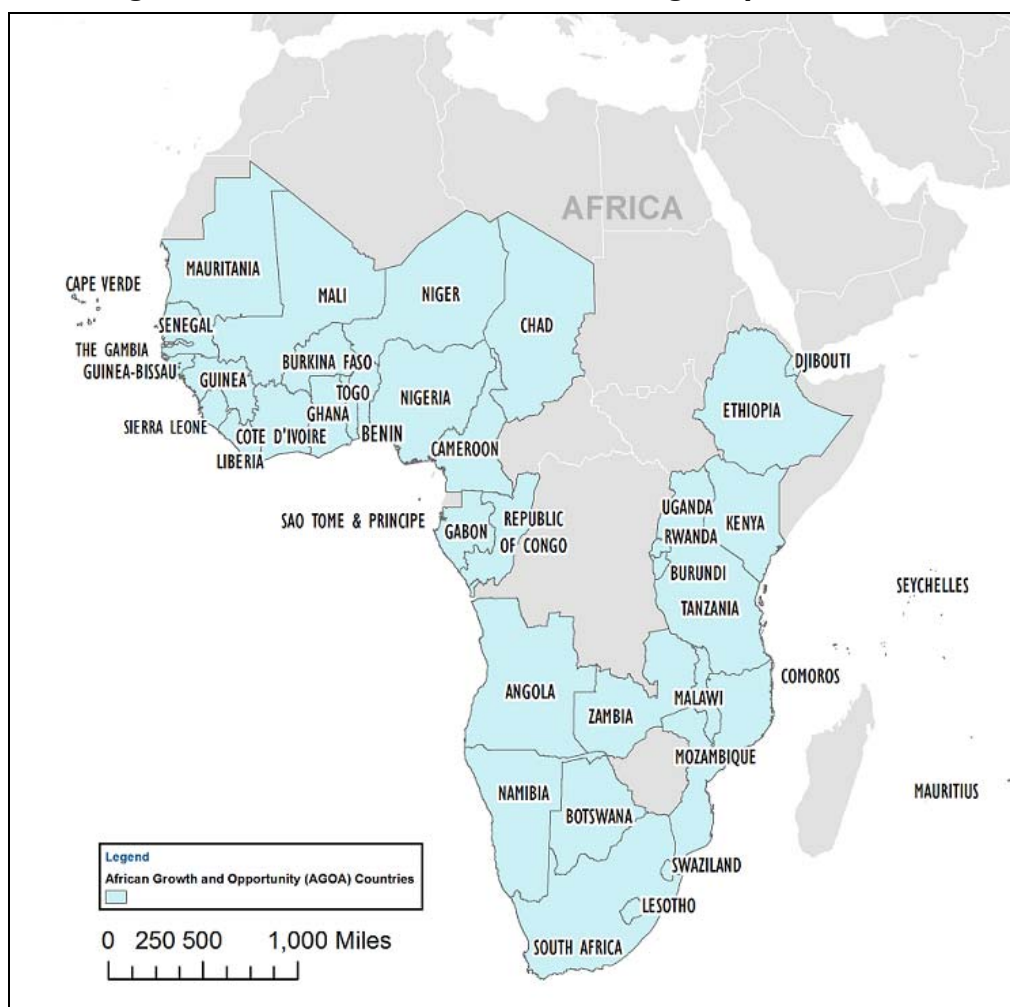 AFRICA
MAURITANIA
CAPE VERDE
MALI
NIGER
CHAD
SENEGAL
THE GAMBIA
GUINEA-BISSAU
GUINEA
BURKINA FASO
DJIBOUTI
TOGO
NIGERIA
ETHIOPIA
GHANA
SIERRA LEONE
COTE D'IVOIRE
BENIN
CAMEROON
LIBERIA
UGANDA
SAO TOME & PRINCIPE
GABON
REPUBLIC
OF CONGO
KENYA
RWANDA
BURUNDI
SEYCHELLES
TANZANIA
COMOROS
ANGOLA
MALAWI
ZAMBIA
MOZAMBIQUE
NAMIBIA
MAURITIUS
BOTSWANA
SWAZILAND
LESOTHO
SOUTH AFRICA
Legend
African Growth and Opportunity (AGOA) Countries
0 250 500 1,000 Miles